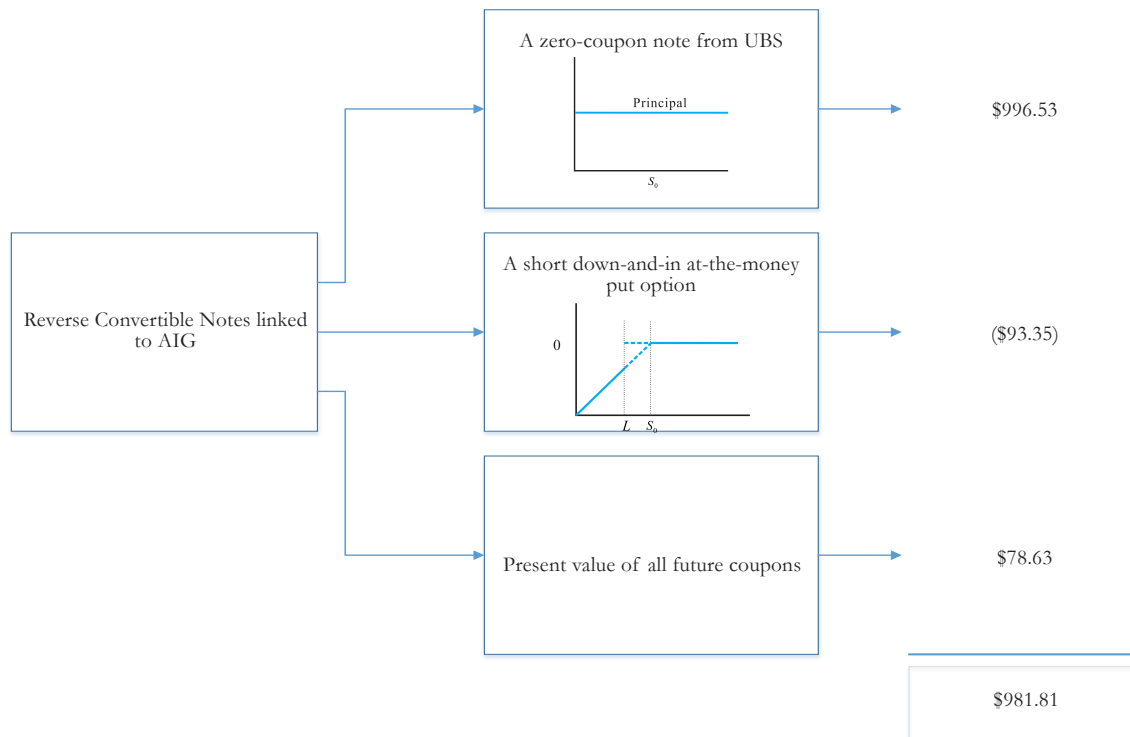 A zero-coupon note from UBS
Principal
S₀
$996.53
Reverse Convertible Notes linked
to AIG
A short down-and-in at-the-money
put option
0
L S₀
($93.35)
Present value of all future coupons
$78.63
$981.81